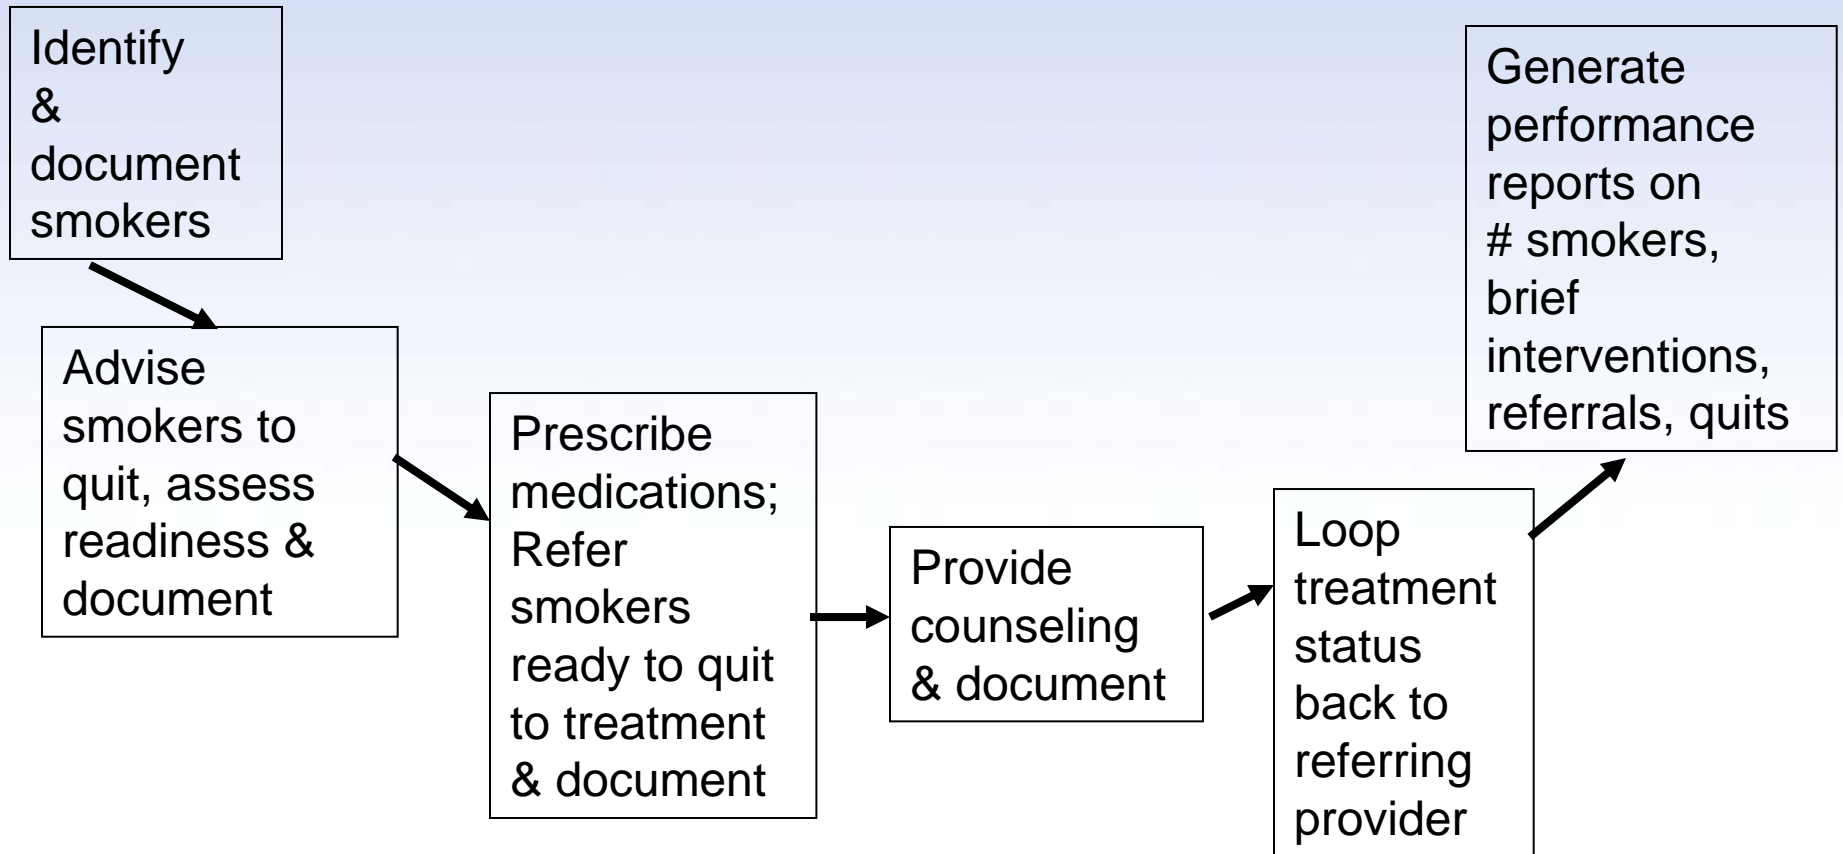 Identify
&
document
smokers
Advise
smokers to
quit, assess
readiness &
document
Prescribe
medications;
Refer
smokers
ready to quit
to treatment
& document
Provide
counseling
& document
Loop
treatment
status
back to
referring
provider
Generate
performance
reports on
# smokers,
brief
interventions,
referrals, quits